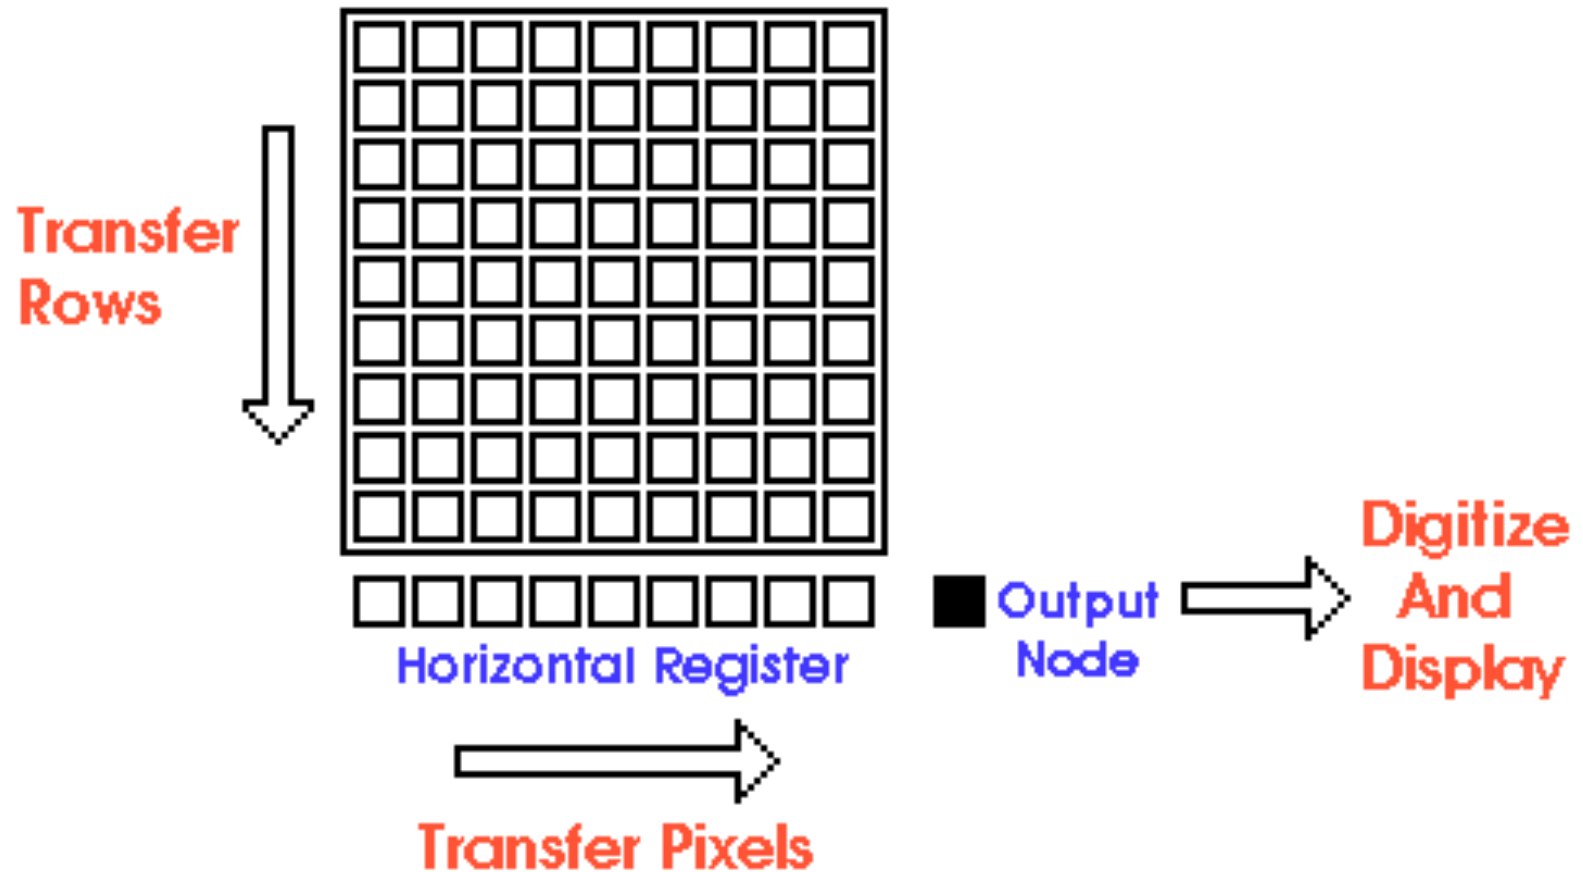 Transfer
Rows
Horizontal Register
Output
Node
Digitize
And
Display
Transfer Pixels